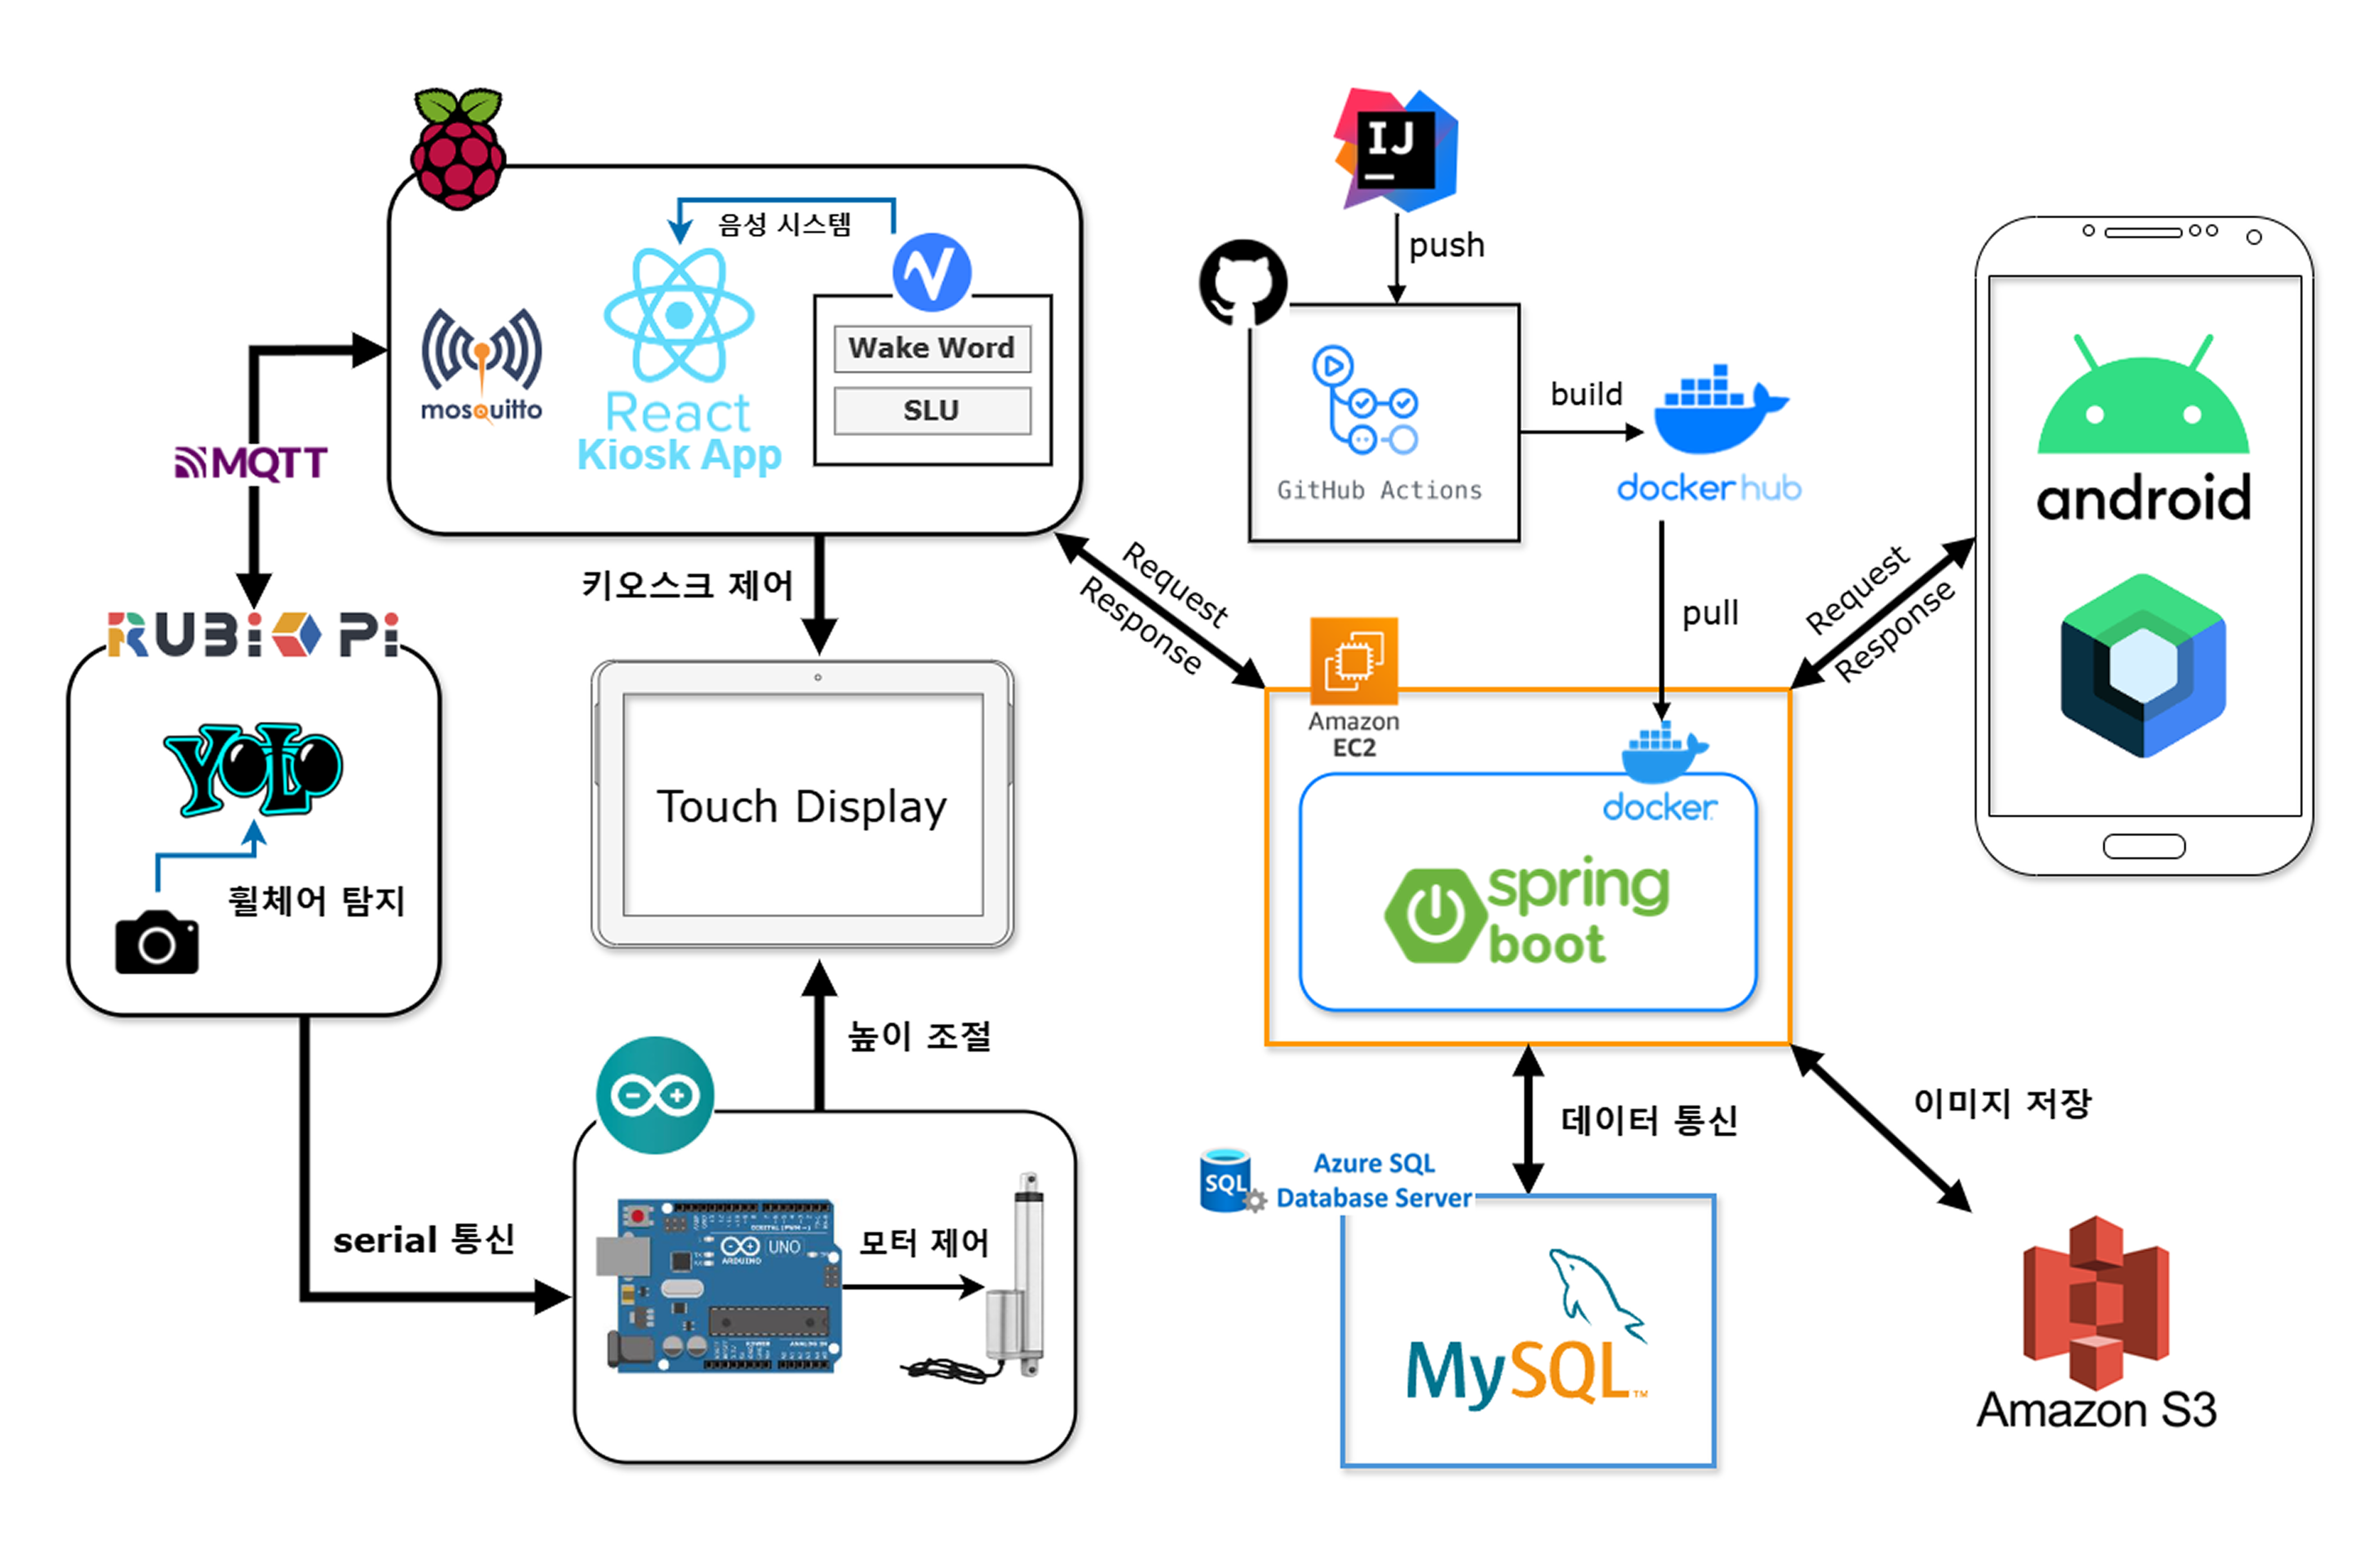 음성 시스템
Wake Word
SLU
mosquitto
React
Kiosk App
MQTT
키오스크 제어
RUBIK Pi
YOLO
휠체어 탐지
Touch Display
높이 조절
serial 통신
UNO
ARDUINO
모터 제어
IJ
push
GitHub Actions
build
dockerhub
pull
Request
Response
Request
Response
android
Amazon
EC2
docker
spring
boot
데이터 통신
이미지 저장
SQL
Azure SQL
Database Server
MySQL™
Amazon S3